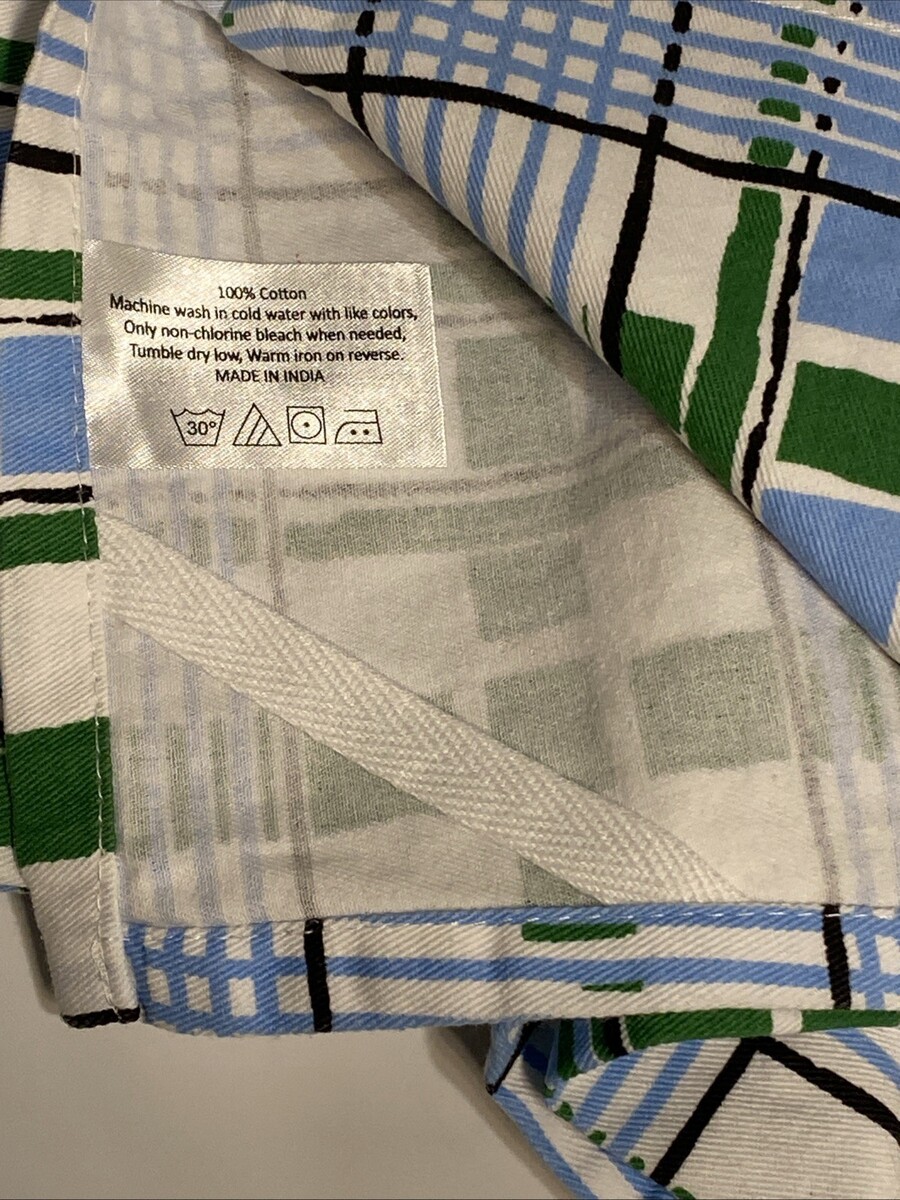 100% Cotton
Machine wash in cold water with like colors,
Only non-chlorine bleach when needed,
Tumble dry low, Warm iron on reverse.
MADE IN INDIA
30°